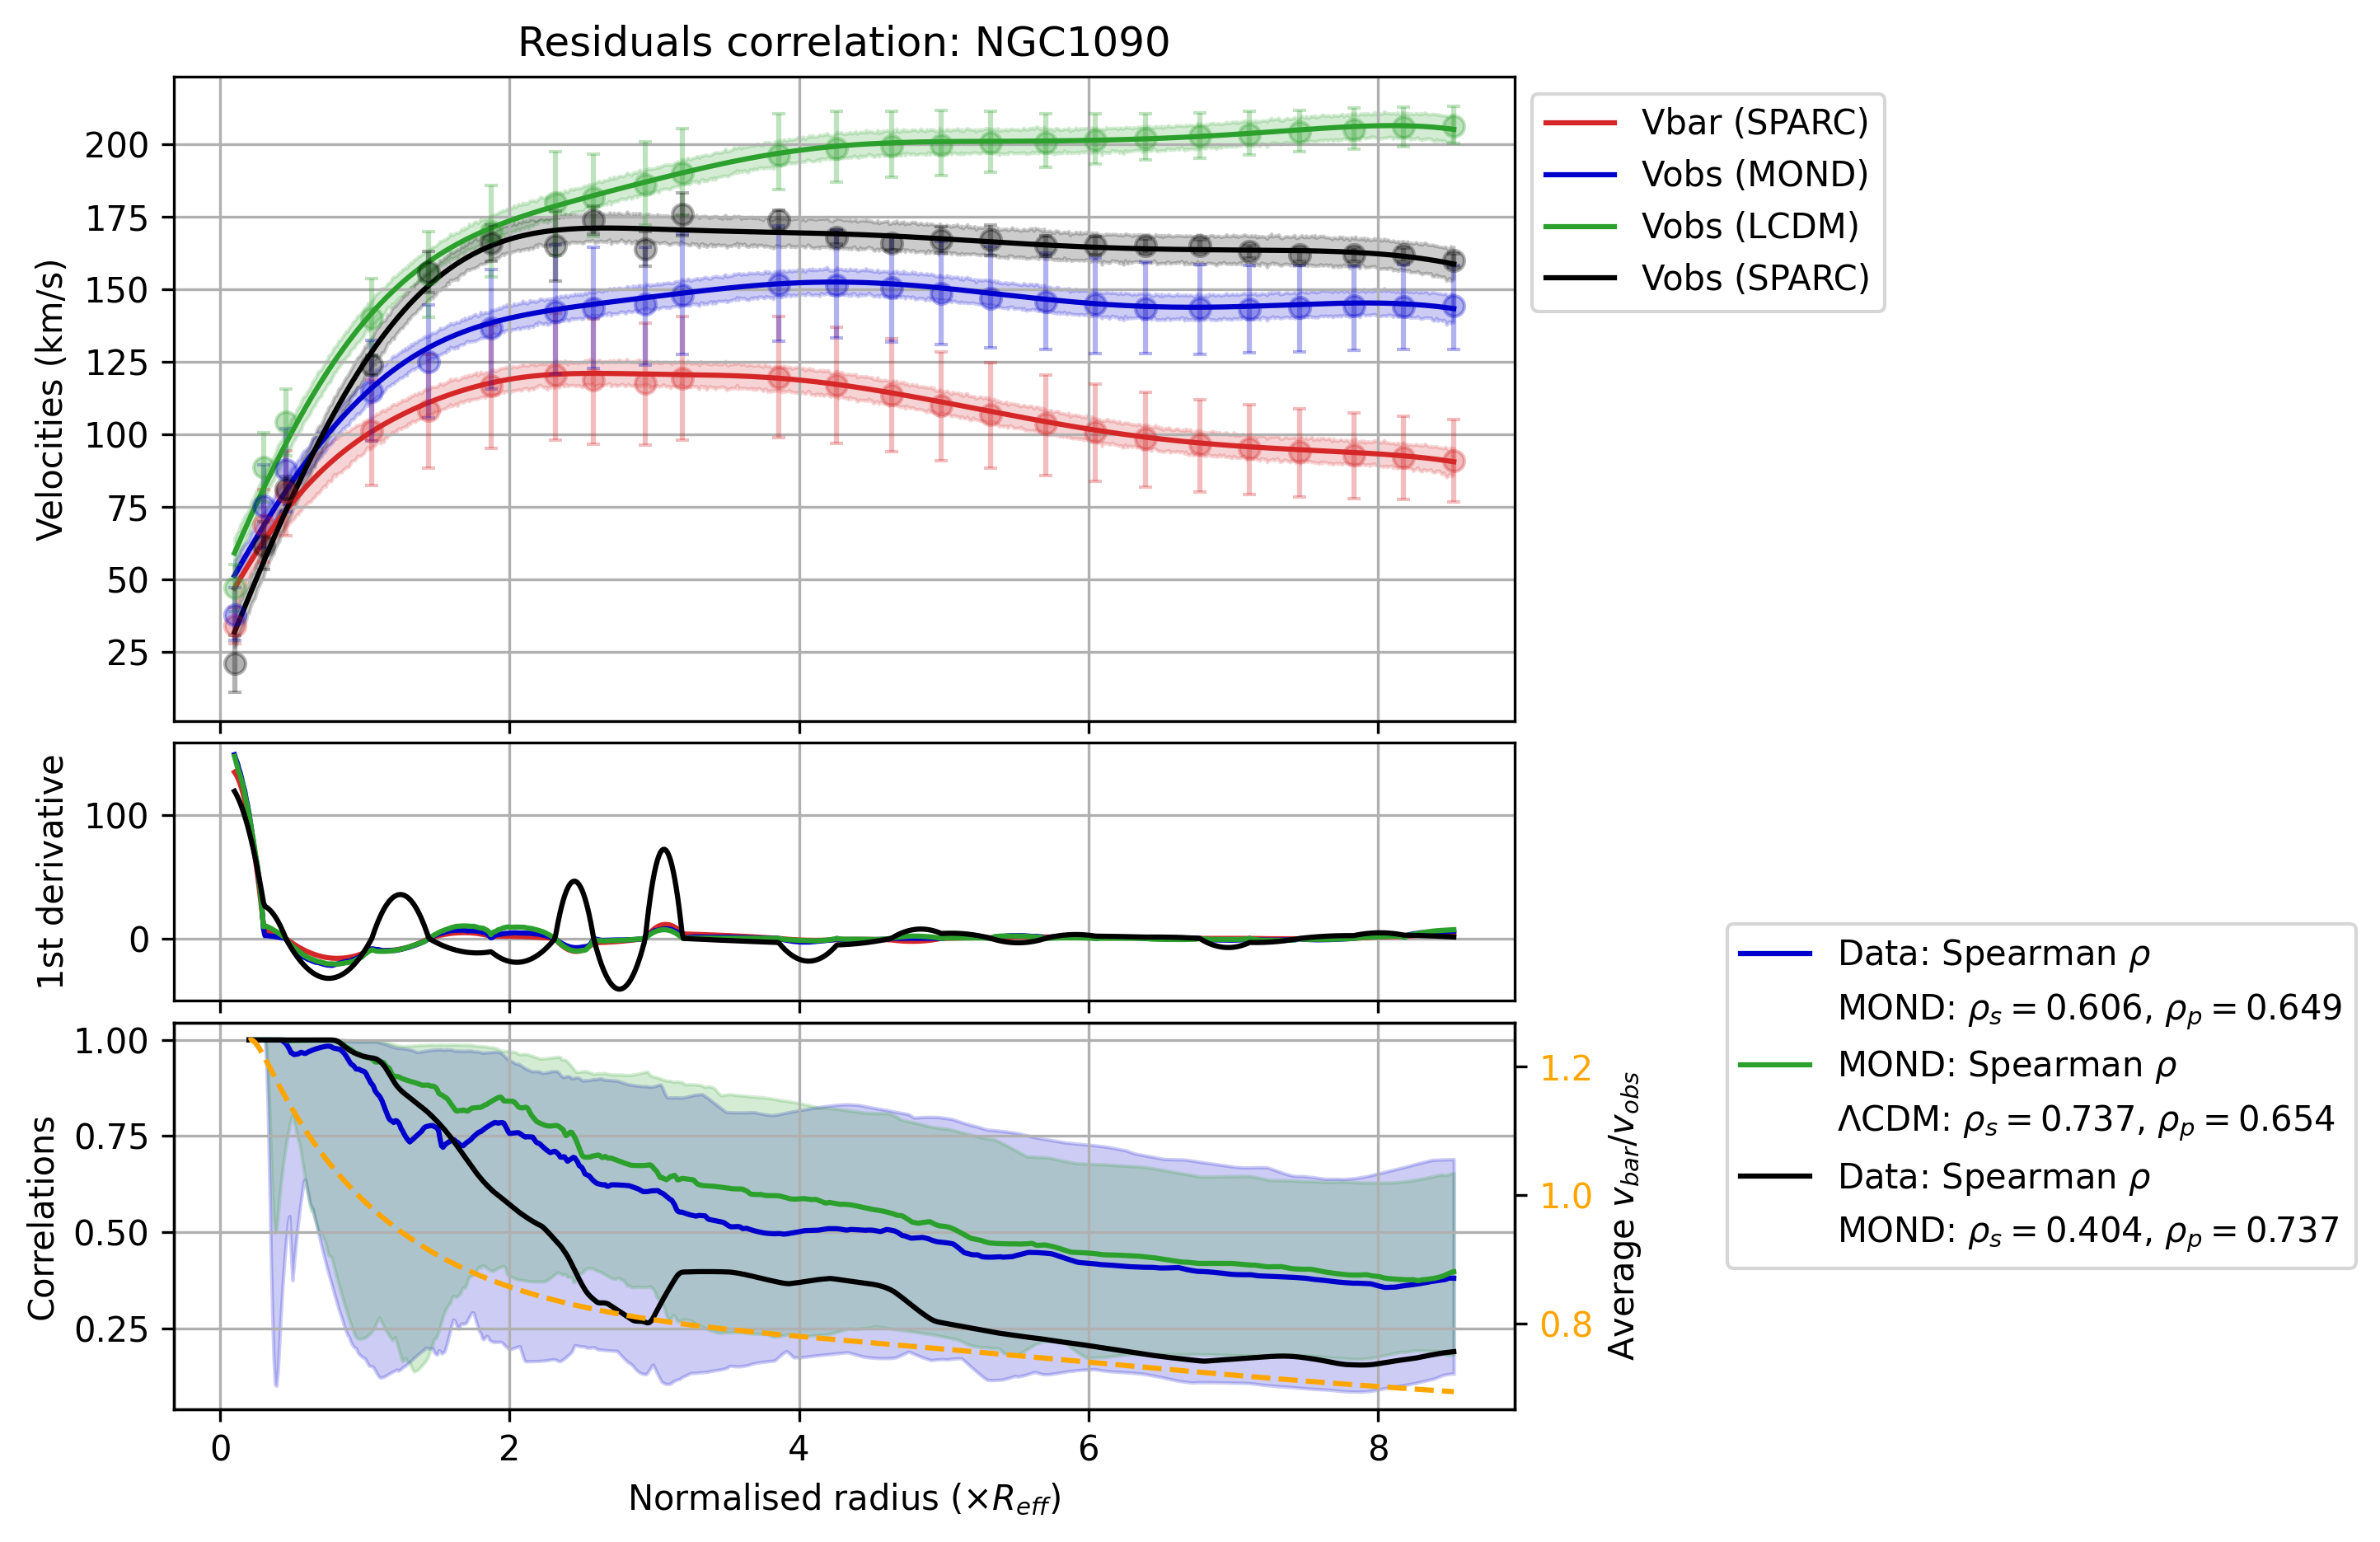 Residuals correlation: NGC1090
Velocities (km/s)
200
175
150
125
100
75
50
25
Vbar (SPARC)
Vobs (MOND)
Vobs (LCDM)
Vobs (SPARC)
1st derivative
100
0
Correlations
1.00
0.75
0.50
0.25
1.2
1.0
0.8
Average v_bar/v_obs
Data: Spearman ρ
MOND: ρ_s = 0.606, ρ_p = 0.649
MOND: Spearman ρ
ΛCDM: ρ_s = 0.737, ρ_p = 0.654
Data: Spearman ρ
MOND: ρ_s = 0.404, ρ_p = 0.737
0 2 4 6 8
Normalised radius (×R_eff)